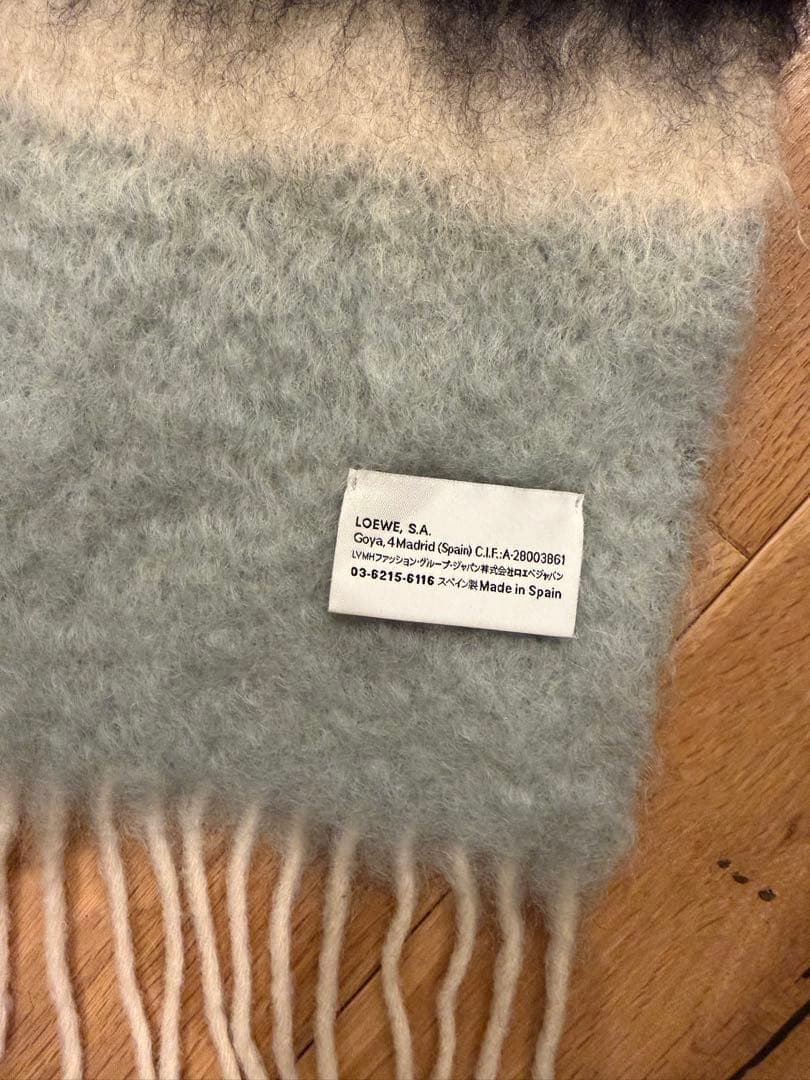 LOEWE, S.A.
Goya, 4 Madrid (Spain) C.I.F.:A-28003861
LVMHファッション・グループ・ジャパン株式会社ロエベジャパン
03-6215-6116 スペイン製 Made in Spain